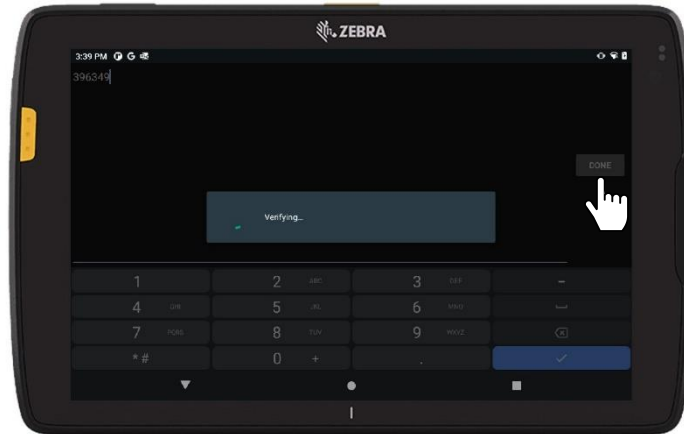 ZEBRA
3:39 PM G
396349
DONE
Verifying...
1 2 ABC 3 DEF -
4 GHI 5 JKL 6 MNO
7 PQRS 8 TUV 9 WXYZ
* # 0 + .